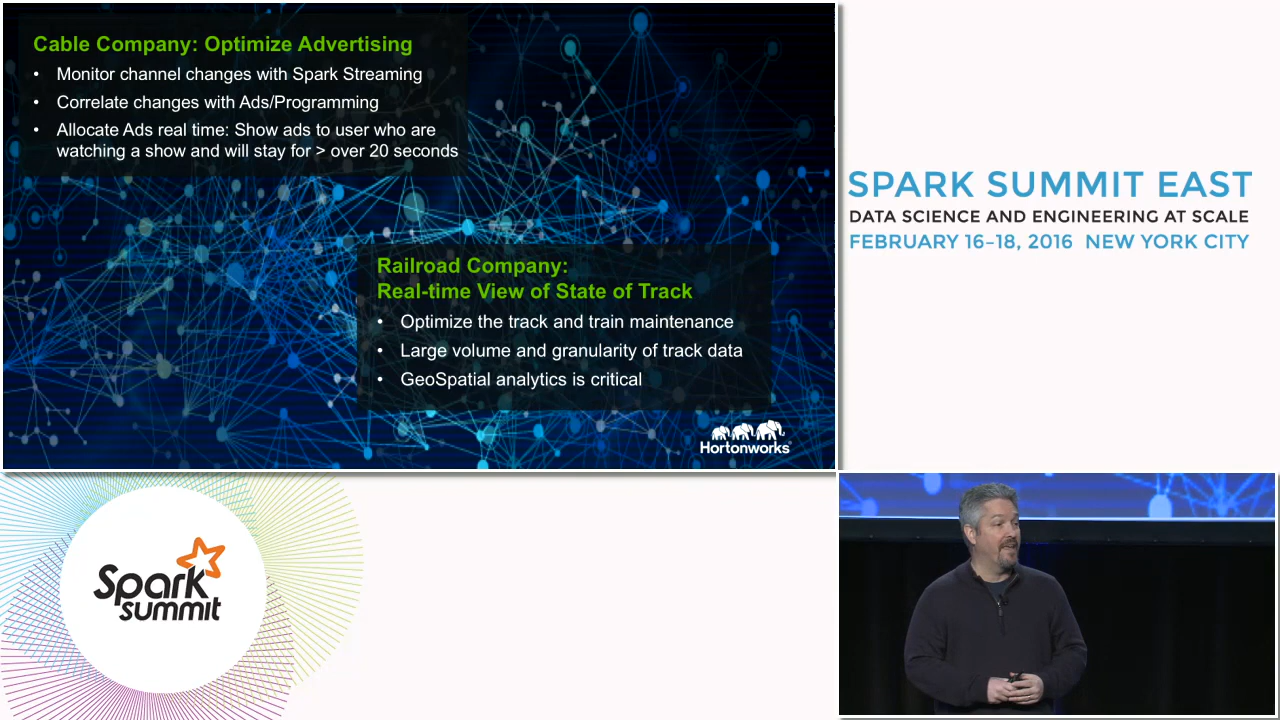 Cable Company: Optimize Advertising
• Monitor channel changes with Spark Streaming
• Correlate changes with Ads/Programming
• Allocate Ads real time: Show ads to user who are
watching a show and will stay for > over 20 seconds
Railroad Company:
Real-time View of State of Track
• Optimize the track and train maintenance
• Large volume and granularity of track data
• GeoSpatial analytics is critical
Hortonworks
SPARK SUMMIT EAST
DATA SCIENCE AND ENGINEERING AT SCALE
FEBRUARY 16–18, 2016 NEW YORK CITY
Spark
summit